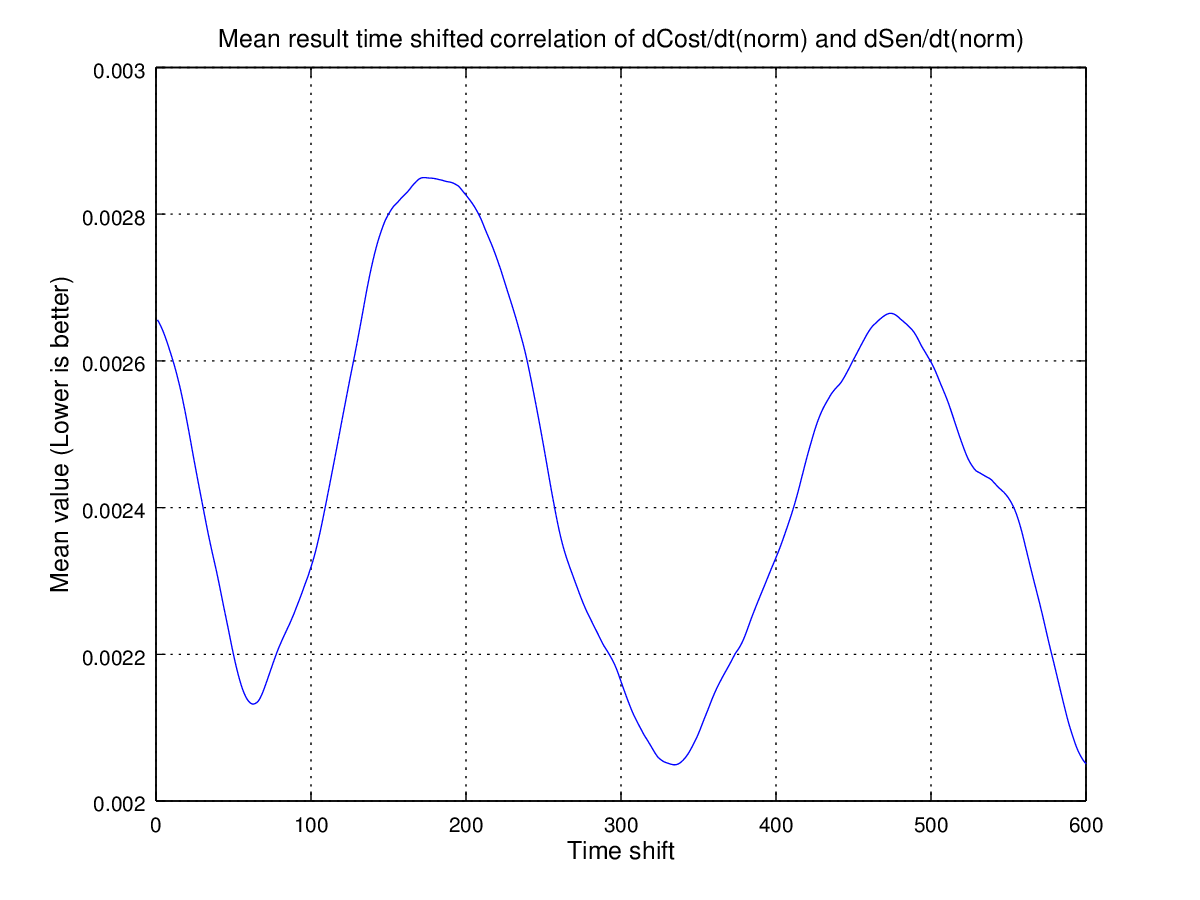 Mean result time shifted correlation of dCost/dt(norm) and dSen/dt(norm)
0.003
0.0028
0.0026
0.0024
0.0022
0.002
Mean value (Lower is better)
0 100 200 300 400 500 600
Time shift